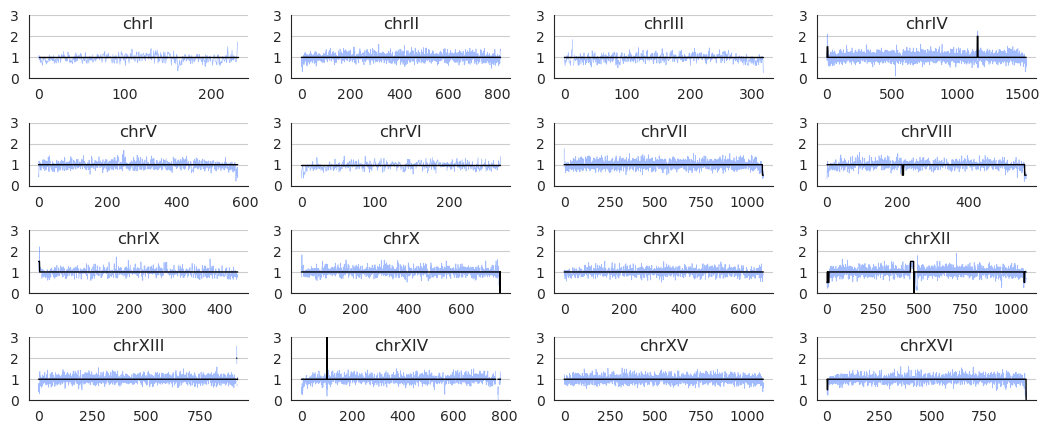 chrI chrII chrIII chrIV
3 3 3 3
2 2 2 2
1 1 1 1
0 0 0 0
0 100 200 0 200 400 600 800 0 100 200 300 0 500 1000 1500
chrV chrVI chrVII chrVIII
3 3 3 3
2 2 2 2
1 1 1 1
0 0 0 0
0 200 400 600 0 100 200 0 250 500 750 1000 0 200 400
chrIX chrX chrXI chrXII
3 3 3 3
2 2 2 2
1 1 1 1
0 0 0 0
0 100 200 300 400 0 200 400 600 0 200 400 600 0 250 500 750 1000
chrXIII chrXIV chrXV chrXVI
3 3 3 3
2 2 2 2
1 1 1 1
0 0 0 0
0 250 500 750 0 200 400 600 800 0 250 500 750 1000 0 250 500 750